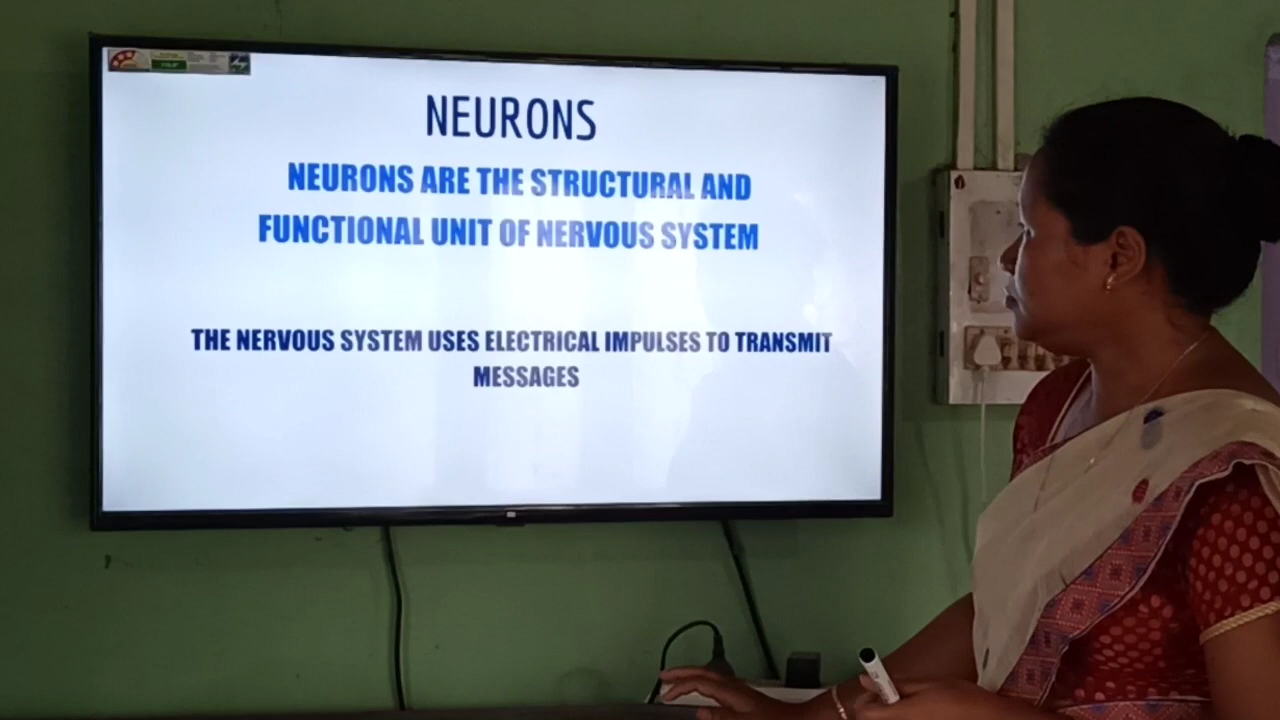 NEURONS
NEURONS ARE THE STRUCTURAL AND
FUNCTIONAL UNIT OF NERVOUS SYSTEM
THE NERVOUS SYSTEM USES ELECTRICAL IMPULSES TO TRANSMIT
MESSAGES